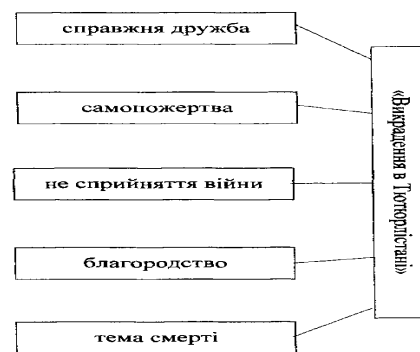 справжня дружба
самопожертва
не сприйняття війни
благородство
тема смерті
«Викрадення в Тютюрлістані»